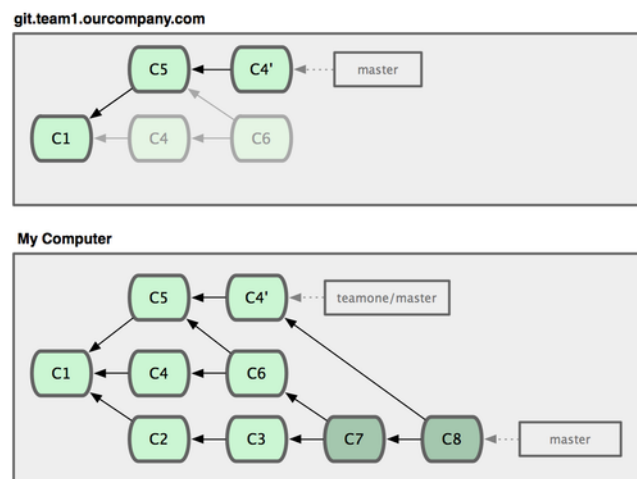 git.team1.ourcompany.com
C5 C4' master
C1 C4 C6
My Computer
C5 C4' teamone/master
C1 C4 C6
C2 C3 C7 C8 master